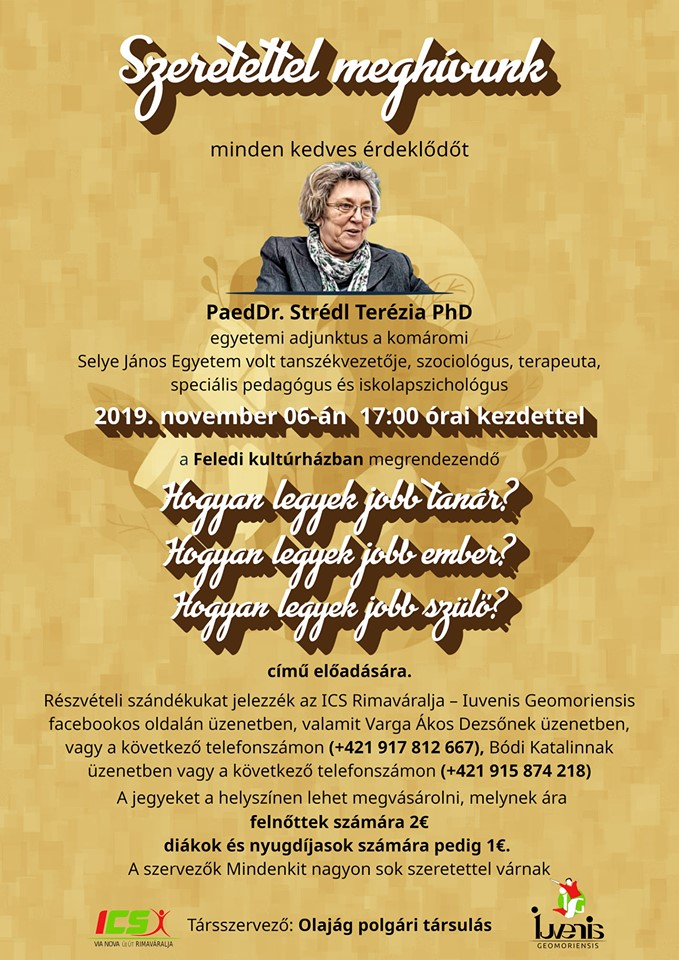 Szeretettel meghívunk
minden kedves érdeklődőt
PaedDr. Strédl Terézia PhD
egyetemi adjunktus a komáromi
Selye János Egyetem volt tanszékvezetője, szociológus, terapeuta,
speciális pedagógus és iskolapszichológus
2019. november 06-án 17:00 órai kezdettel
a Feledi kultúrházban megrendezendő
Hogyan legyek jobb tanár?
Hogyan legyek jobb ember?
Hogyan legyek jobb szülő?
című előadására.
Részvételi szándékukat jelezzék az ICS Rimaváralja – Iuvenis Geomoriensis
facebookos oldalán üzenetben, valamit Varga Ákos Dezsőnek üzenetben,
vagy a következő telefonszámon (+421 917 812 667), Bódi Katalinnak
üzenetben vagy a következő telefonszámon (+421 915 874 218)
A jegyeket a helyszínen lehet megvásárolni, melynek ára
felnőttek számára 2€
diákok és nyugdíjasok számára pedig 1€.
A szervezők Mindenkit nagyon sok szeretettel várnak
ICS
VIA NOVA ÚJ ÚT RIMAVÁRALJA
Társszervező: Olajág polgári társulás
IG
Iuvenis
GEOMORIENSIS